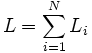 L = \sum_{i=1}^{N} L_i